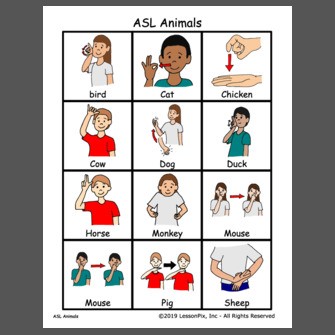 ASL Animals
bird Cat Chicken
Cow Dog Duck
Horse Monkey Mouse
Mouse Pig Sheep
ASL Animals ©2019 LessonPix, Inc - All Rights Reserved